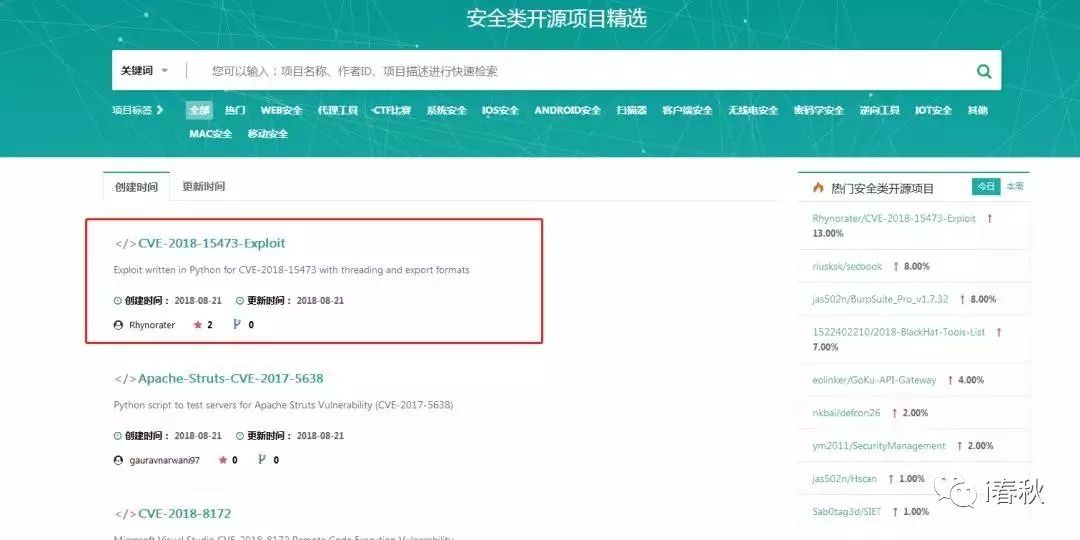 安全类开源项目精选
关键词 您可以输入：项目名称、作者ID、项目描述进行快速检索
项目标签 全部 热门 WEB安全 代理工具 CTF比赛 系统安全 IOS安全 ANDROID安全 扫描器 客户端安全 无线电安全 密码学安全 逆向工具 IOT安全 其他
MAC安全 移动安全
创建时间 更新时间
</>CVE-2018-15473-Exploit
Exploit written in Python for CVE-2018-15473 with threading and export formats
创建时间： 2018-08-21 更新时间： 2018-08-21
Rhynorater 2 0
</>Apache-Struts-CVE-2017-5638
Python script to test servers for Apache Struts Vulnerability (CVE-2017-5638)
创建时间： 2018-08-21 更新时间： 2018-08-21
gauravnarwani97 0 0
</>CVE-2018-8172
Microsoft Visual Studio CVE-2018-8172 Remote Code Execution Vulnerability
热门安全类开源项目 今日 本周
Rhynorater/CVE-2018-15473-Exploit ↑
13.00%
riusksk/secbook ↑ 8.00%
jas502n/BurpSuite_Pro_v1.7.32 ↑ 8.00%
1522402210/2018-BlackHat-Tools-List ↑
7.00%
eolinker/GoKu-API-Gateway ↑ 4.00%
nkbai/defcon26 ↑ 2.00%
ym2011/SecurityManagement ↑ 2.00%
jas502n/Hscan ↑ 1.00%
Sab0tag3d/SIET ↑ 1.00%
i春秋